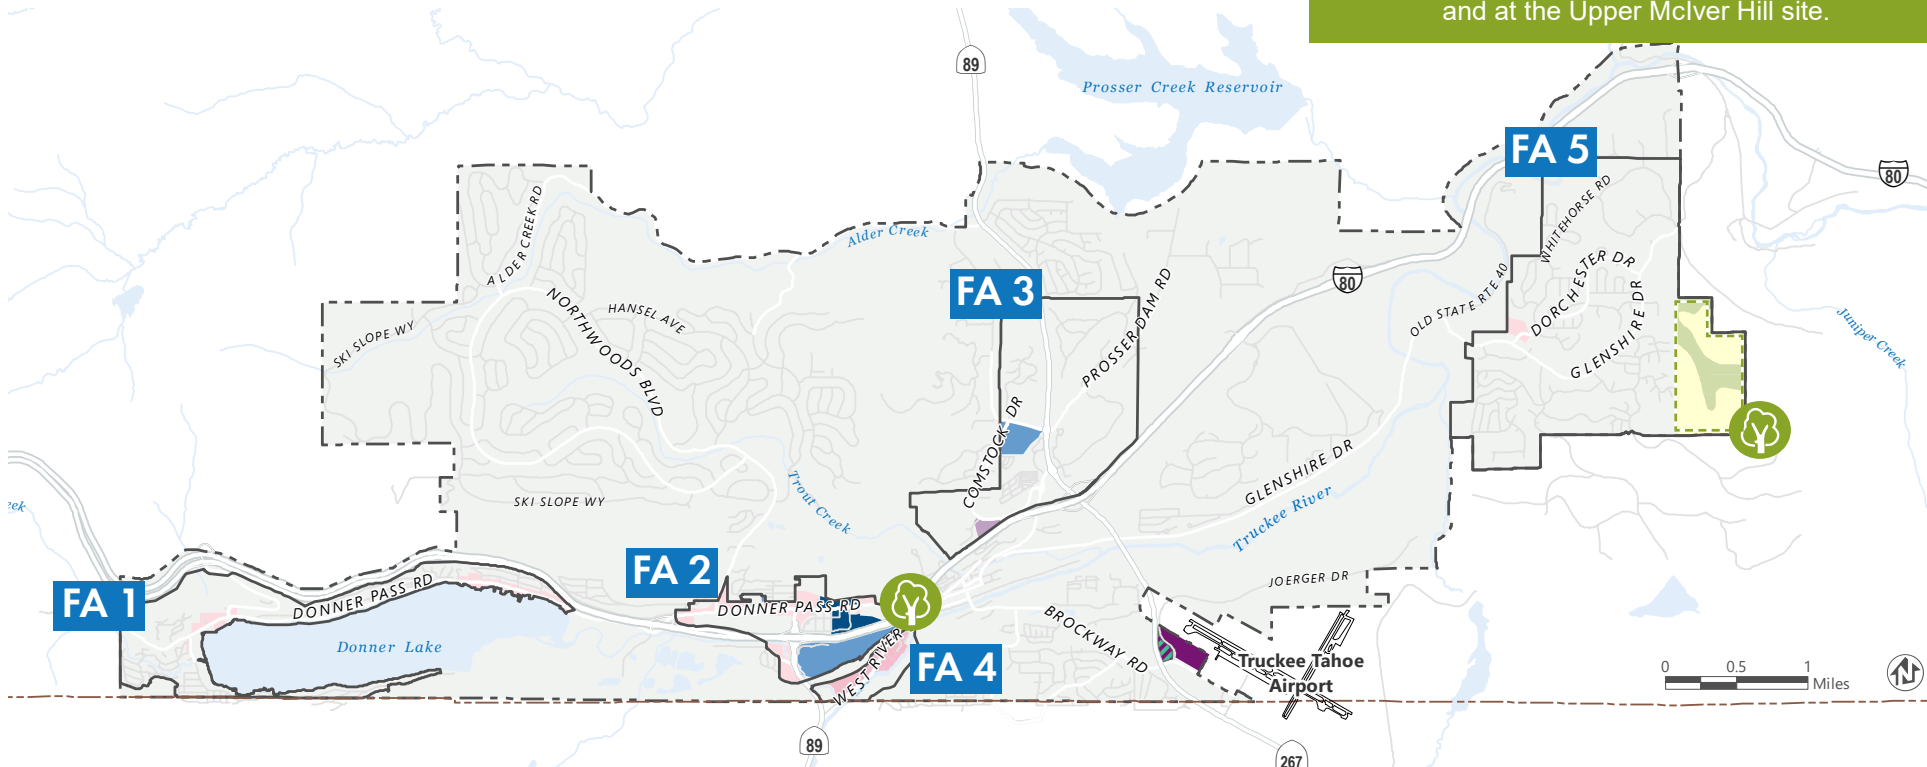 and at the Upper McIver Hill site.
89
Prosser Creek Reservoir
FA 5
80
ALDER CREEK RD
Alder Creek
WHITEHORSE RD
FA 3
80
OLD STATE RTE 40
DORCHESTER DR
NORTHWOODS BLVD
HANSEL AVE
SKI SLOPE WY
PROSSER DAM RD
GLENSHIRE DR
Juniper Creek
COMSTOCK DR
Trout Creek
SKI SLOPE WY
GLENSHIRE DR
Truckee River
eek
FA 1
DONNER PASS RD
FA 2
DONNER PASS RD
JOERGER DR
BROCKWAY RD
Donner Lake
WEST RIVER
FA 4
Truckee Tahoe
Airport
0 0.5 1
Miles
N
89
267